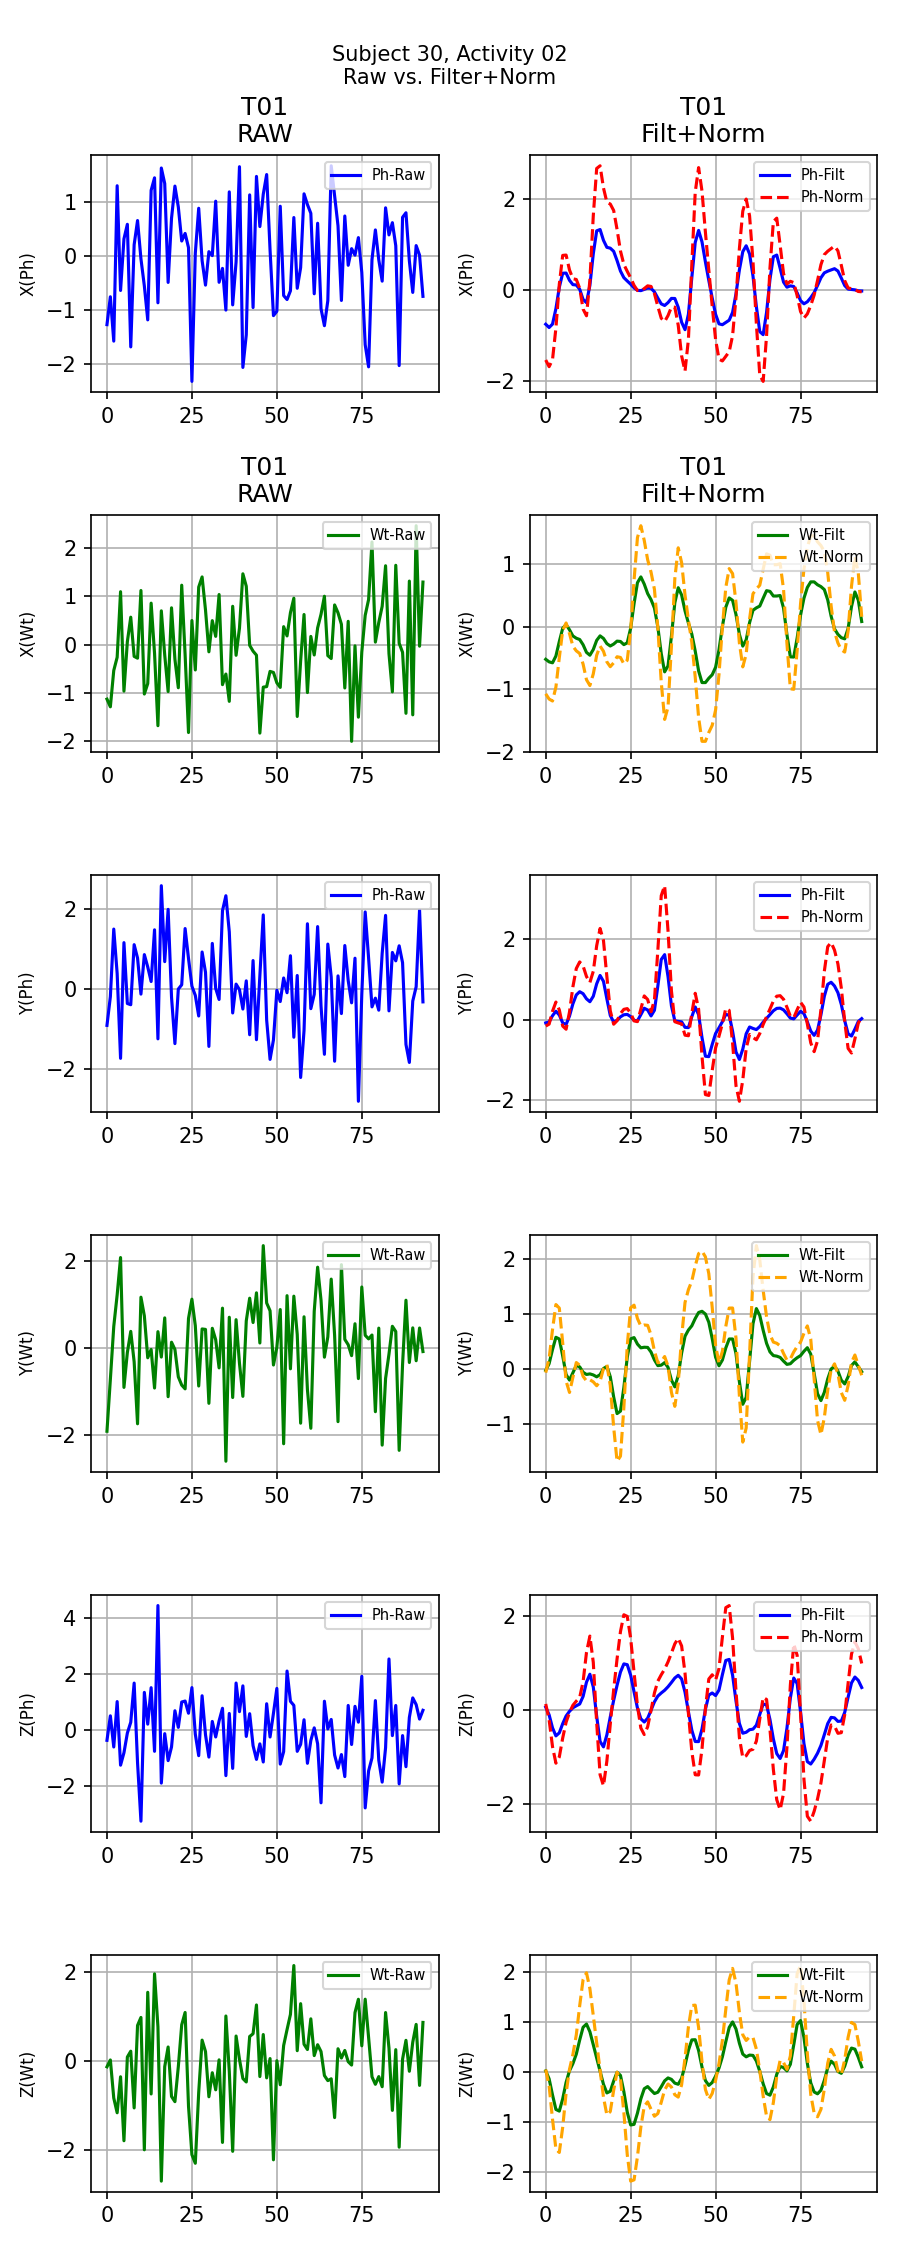 Subject 30, Activity 02
Raw vs. Filter+Norm
T01
RAW
T01
Filt+Norm
X(Ph)
1
0
−1
−2
0 25 50 75
Ph-Raw
X(Ph)
2
0
−2
0 25 50 75
Ph-Filt
Ph-Norm
T01
RAW
T01
Filt+Norm
X(Wt)
2
1
0
−1
−2
0 25 50 75
Wt-Raw
X(Wt)
1
0
−1
−2
0 25 50 75
Wt-Filt
Wt-Norm
Y(Ph)
2
0
−2
0 25 50 75
Ph-Raw
Y(Ph)
2
0
−2
0 25 50 75
Ph-Filt
Ph-Norm
Y(Wt)
2
0
−2
0 25 50 75
Wt-Raw
Y(Wt)
2
1
0
−1
0 25 50 75
Wt-Filt
Wt-Norm
Z(Ph)
4
2
0
−2
0 25 50 75
Ph-Raw
Z(Ph)
2
0
−2
0 25 50 75
Ph-Filt
Ph-Norm
Z(Wt)
2
0
−2
0 25 50 75
Wt-Raw
Z(Wt)
2
1
0
−1
−2
0 25 50 75
Wt-Filt
Wt-Norm